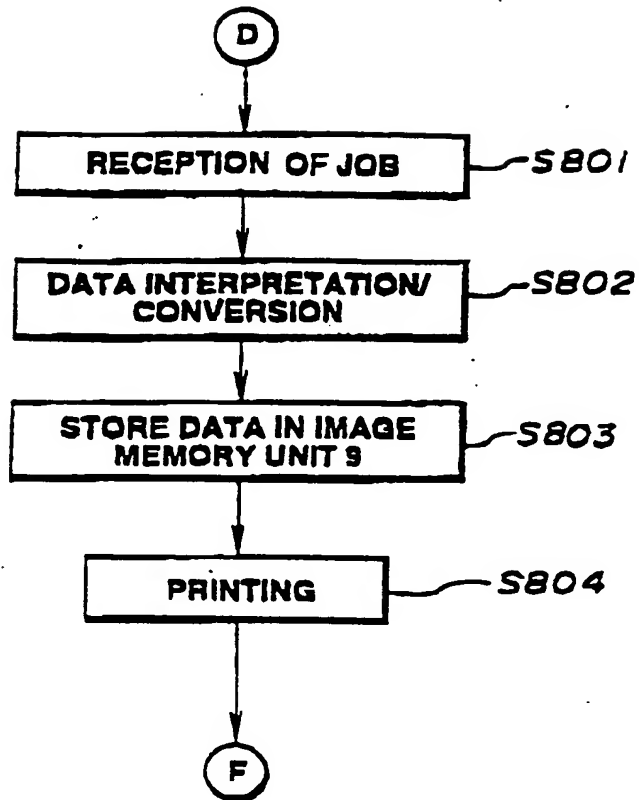 D
RECEPTION OF JOB
S801
DATA INTERPRETATION/
CONVERSION
S802
STORE DATA IN IMAGE
MEMORY UNIT 9
S803
PRINTING
S804
F